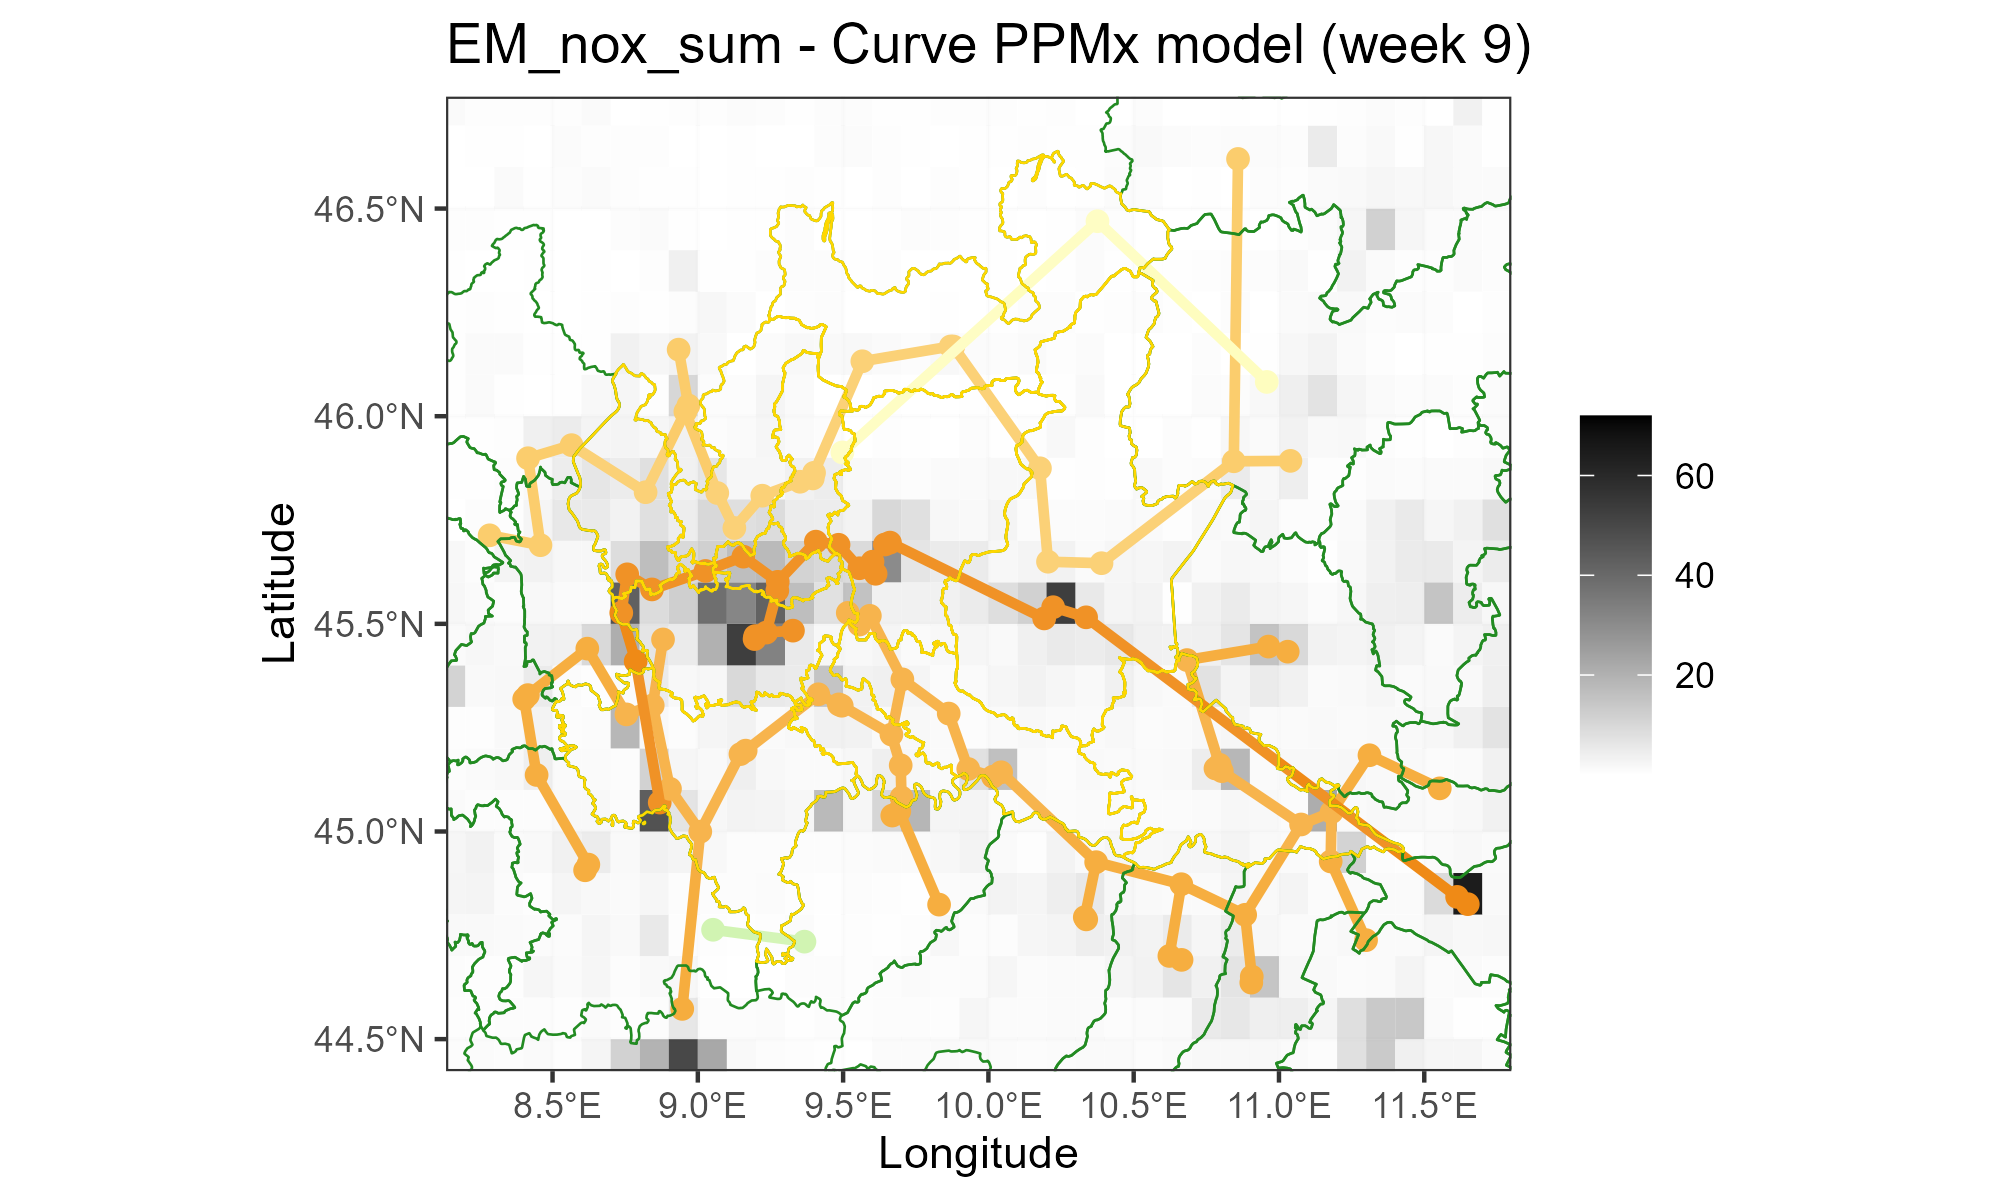 EM_nox_sum - Curve PPMx model (week 9)
46.5°N
46.0°N
45.5°N
45.0°N
44.5°N
Latitude
8.5°E 9.0°E 9.5°E 10.0°E 10.5°E 11.0°E 11.5°E
Longitude
60
40
20